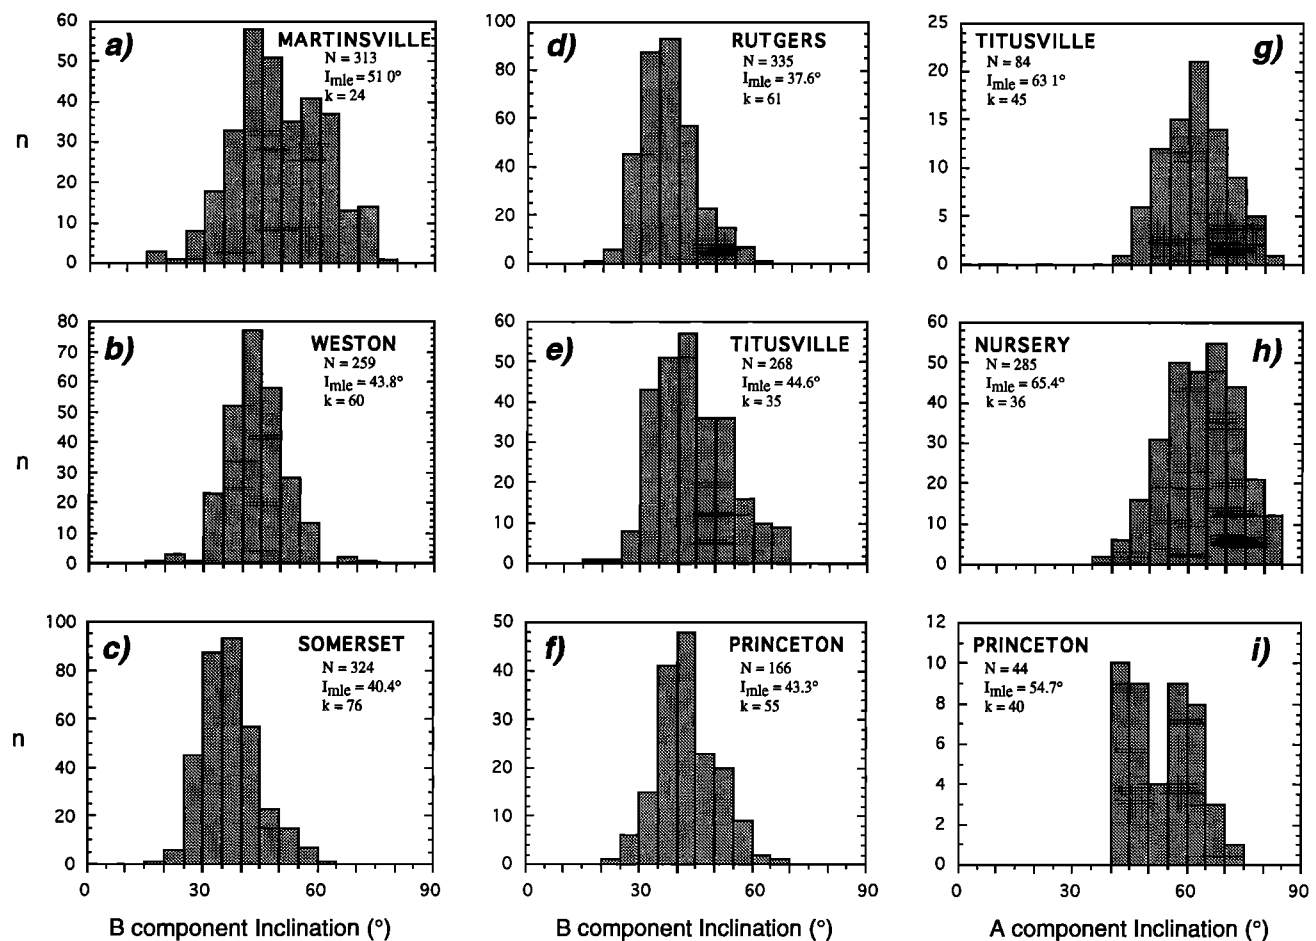 a)
MARTINSVILLE
N = 313
Imle = 51 0°
k = 24
60
50
40
30
20
10
0
n
d)
RUTGERS
N = 335
Imle = 37.6°
k = 61
100
80
60
40
20
0
TITUSVILLE
g)
N = 84
Imle = 63 1°
k = 45
25
20
15
10
5
0
b)
WESTON
N = 259
Imle = 43.8°
k = 60
80
70
60
50
40
30
20
10
0
n
e)
TITUSVILLE
N = 268
Imle = 44.6°
k = 35
60
50
40
30
20
10
0
NURSERY
h)
N = 285
Imle = 65.4°
k = 36
60
50
40
30
20
10
0
c)
SOMERSET
N = 324
Imle = 40.4°
k = 76
100
80
60
40
20
0
n
0 30 60 90
B component Inclination (°)
f)
PRINCETON
N = 166
Imle = 43.3°
k = 55
50
40
30
20
10
0
0 30 60 90
B component Inclination (°)
PRINCETON
i)
N = 44
Imle = 54.7°
k = 40
12
10
8
6
4
2
0
0 30 60 90
A component Inclination (°)